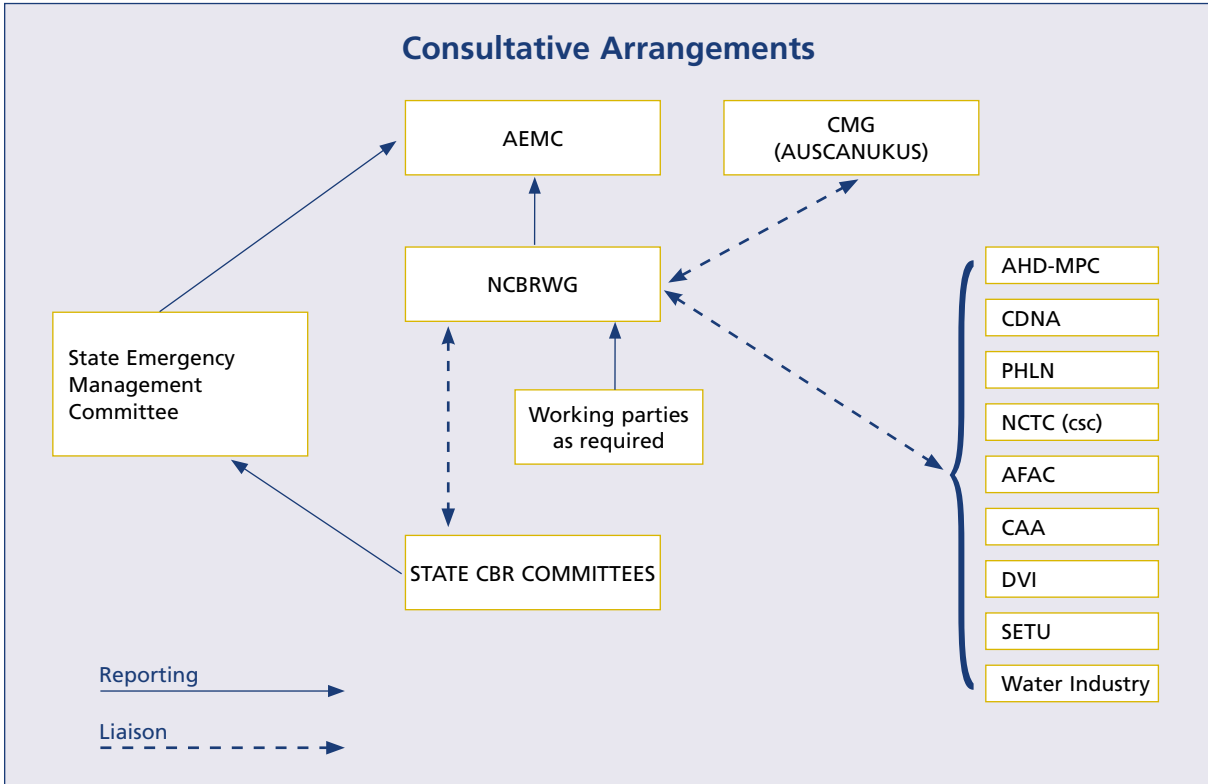 Consultative Arrangements
AEMC
CMG
(AUSCANUKUS)
NCBRWG
State Emergency
Management
Committee
Working parties
as required
STATE CBR COMMITTEES
AHD-MPC
CDNA
PHLN
NCTC (csc)
AFAC
CAA
DVI
SETU
Water Industry
Reporting
Liaison